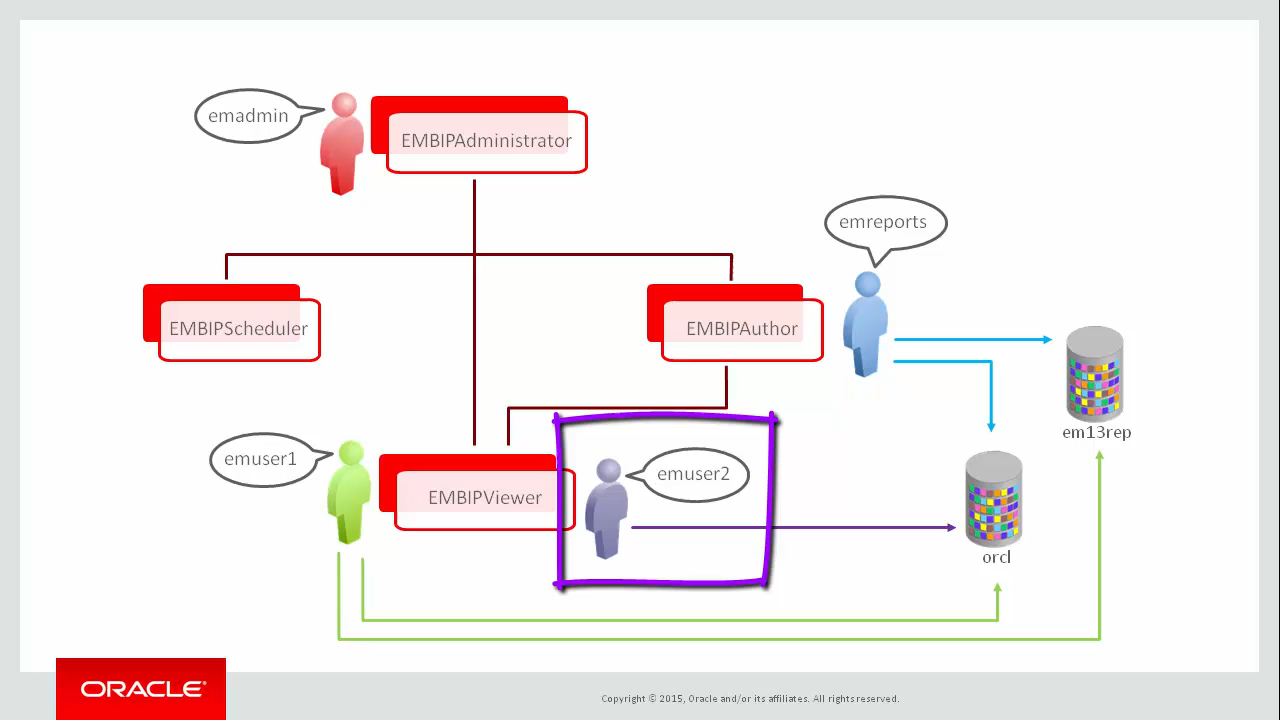 emadmin
EMBIPAdministrator
emreports
EMBIPScheduler
EMBIPAuthor
em13rep
emuser1
EMBIPViewer
emuser2
orcl
ORACLE®
Copyright © 2015, Oracle and/or its affiliates. All rights reserved.